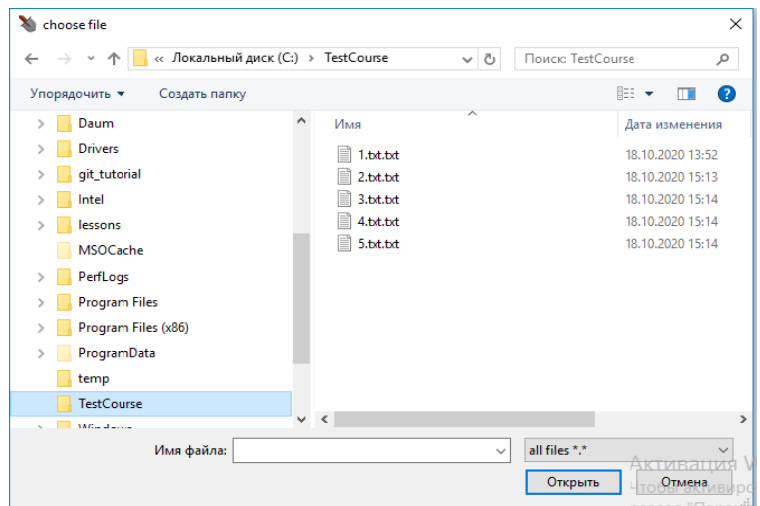 choose file
« Локальный диск (C:) > TestCourse
Поиск: TestCourse
Упорядочить
Создать папку
Daum
Drivers
git_tutorial
Intel
lessons
MSOCache
PerfLogs
Program Files
Program Files (x86)
ProgramData
temp
TestCourse
Windows
Имя
Дата изменения
1.txt.txt
18.10.2020 13:52
2.txt.txt
18.10.2020 15:13
3.txt.txt
18.10.2020 15:14
4.txt.txt
18.10.2020 15:14
5.txt.txt
18.10.2020 15:14
Имя файла:
all files *.*
Активация
Открыть
Отмена
Чтобы